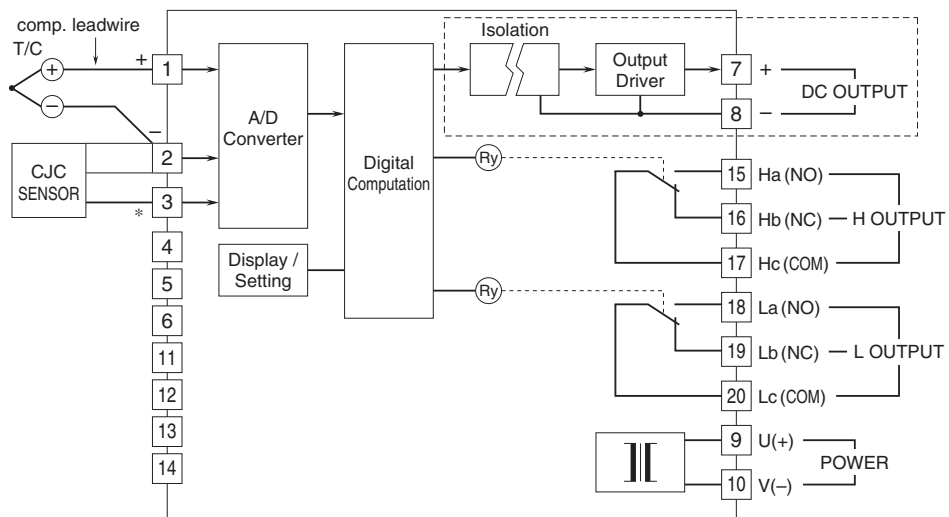 comp. leadwire
T/C
+
–
+
–
1
2
3
*
4
5
6
11
12
13
14
CJC
SENSOR
A/D
Converter
Display /
Setting
Digital
Computation
Isolation
Output
Driver
Ry
Ry
7 +
8 –
DC OUTPUT
15 Ha (NO)
16 Hb (NC)
H OUTPUT
17 Hc (COM)
18 La (NO)
19 Lb (NC)
L OUTPUT
20 Lc (COM)
9 U(+)
POWER
10 V(–)